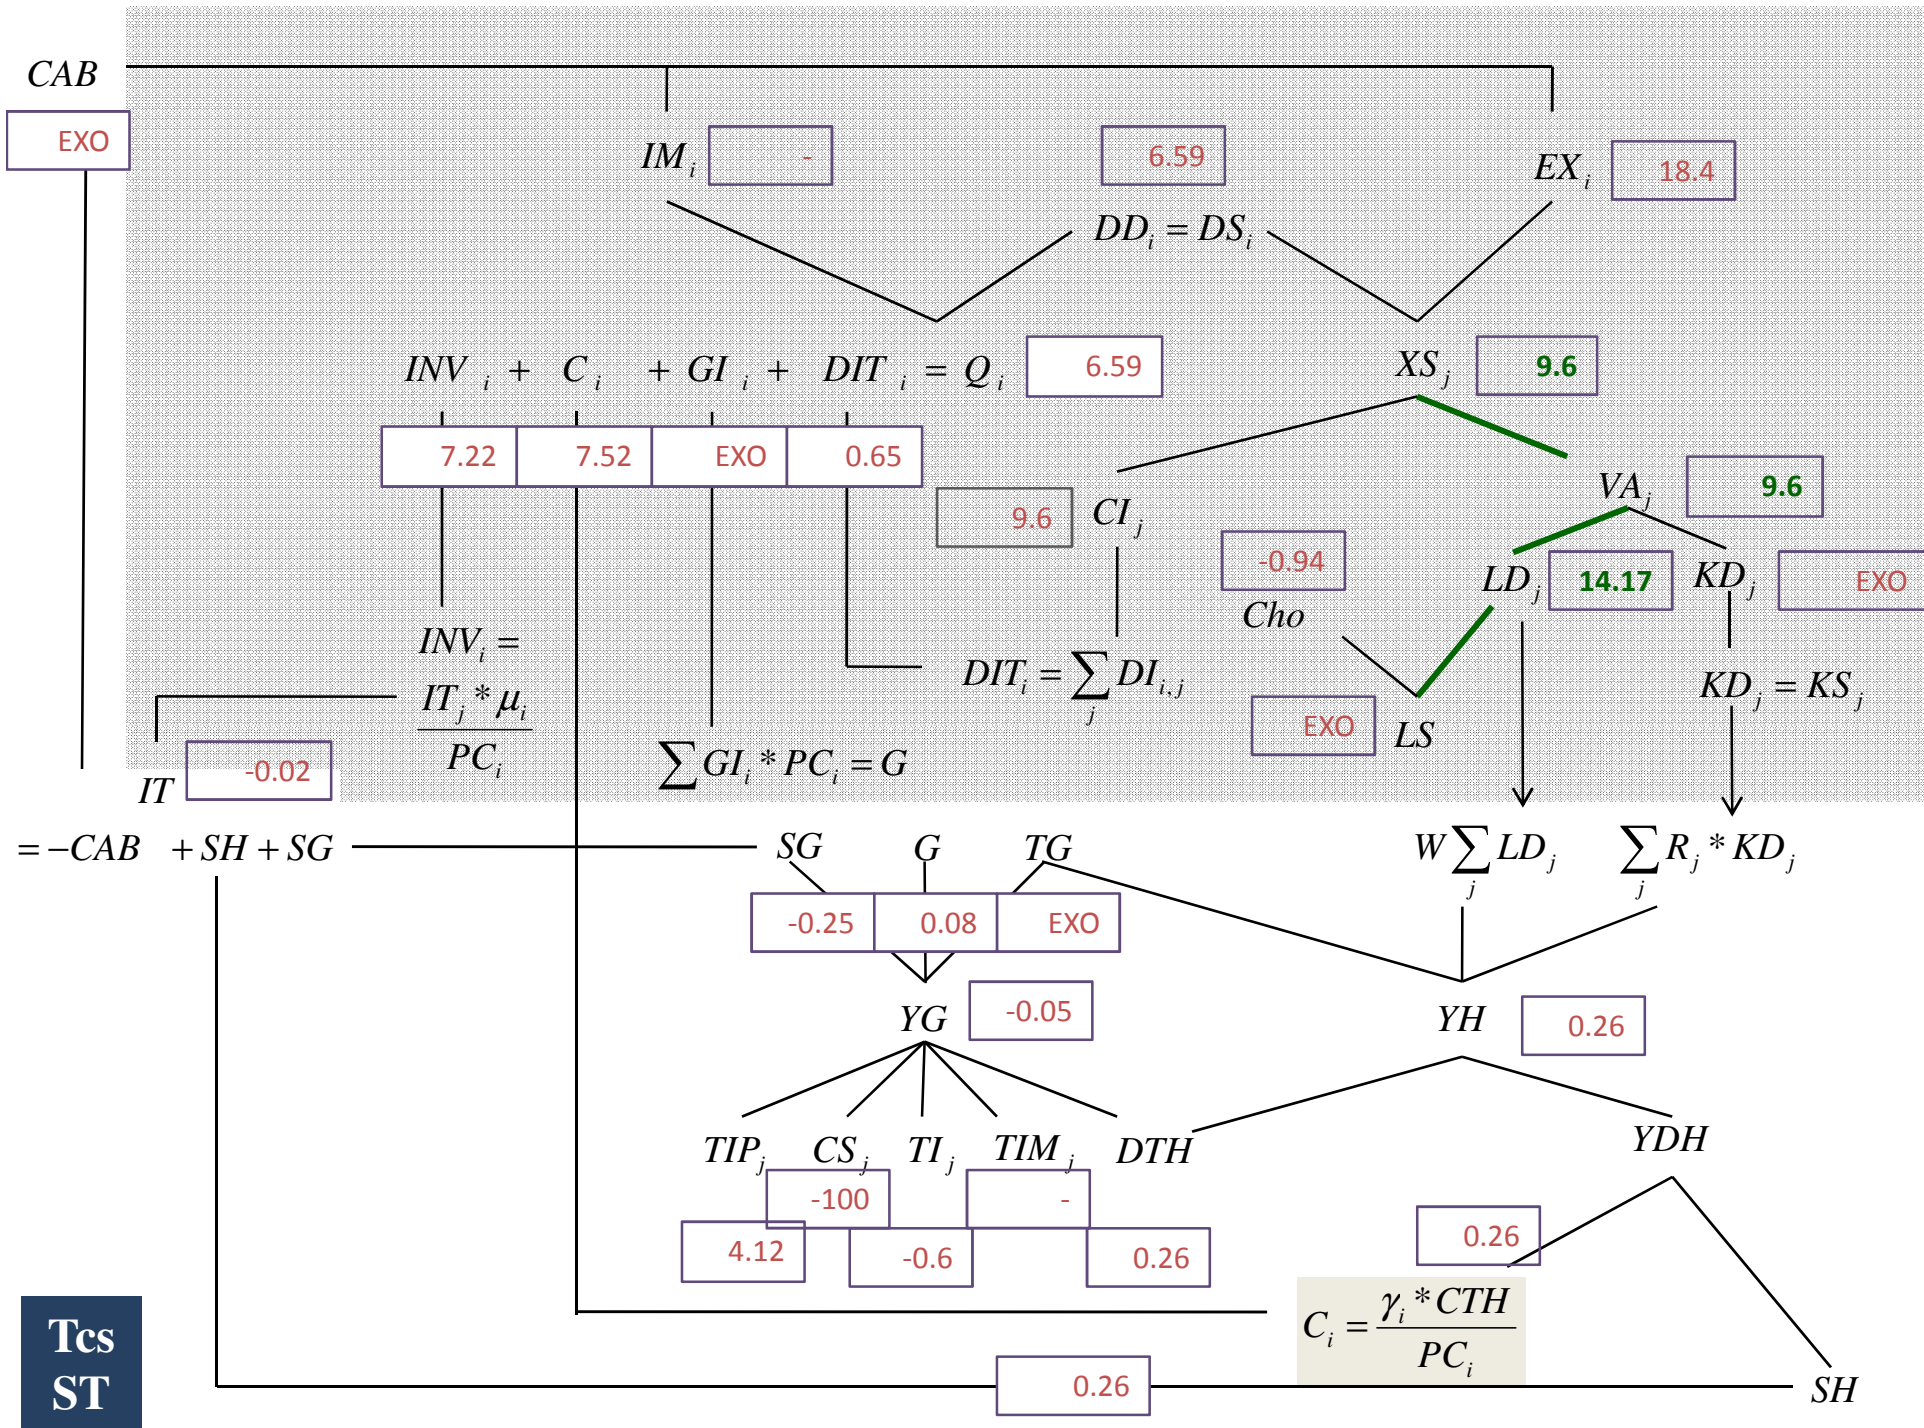 CAB
EXO
IM_i -
6.59
EX_i 18.4
DD_i = DS_i
INV_i + C_i + GI_i + DIT_i = Q_i 6.59
XS_j 9.6
7.22 7.52 EXO 0.65
VA_j 9.6
9.6 CI_j
-0.94
Cho
LD_j 14.17 KD_j EXO
INV_i =
IT_j * μ_i
PC_i
DIT_i = ∑_j DI_{i,j}
KD_j = KS_j
EXO LS
∑ GI_i * PC_i = G
IT -0.02
= −CAB + SH + SG
SG G TG
W ∑_j LD_j
∑_j R_j * KD_j
-0.25 0.08 EXO
YG -0.05
YH 0.26
TIP_j CS_j TI_j TIM_j DTH
YDH
-100 -
4.12 -0.6 0.26
0.26
C_i = γ_i * CTH
PC_i
Tcs
ST
0.26
SH